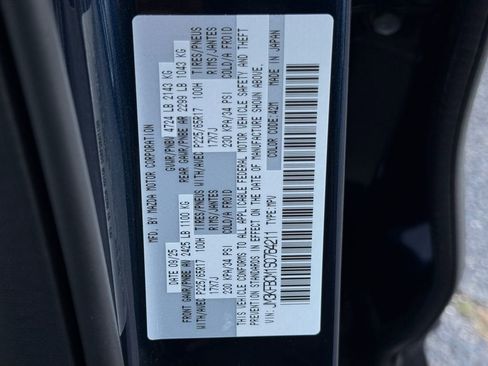 MFD. BY MAZDA MOTOR CORPORATION
DATE 09/25 GVWR/PNBV 4724 LB 2143 KG
FRONT GAWR/PNBE AV 2425 LB 1100 KG REAR GAWR/PNBE AR 2299 LB 1043 KG
WITH/AVEC P225/65R17 100H TIRES/PNEUS WITH/AVEC P225/65R17 100H TIRES/PNEUS
17X7J RIMS/JANTES 17X7J RIMS/JANTES
230 KPA/34 PSI COLD/A FROID 230 KPA/34 PSI COLD/A FROID
THIS VEHICLE CONFORMS TO ALL APPLICABLE FEDERAL MOTOR VEHICLE SAFETY AND THEFT
PREVENTION STANDARDS IN EFFECT ON THE DATE OF MANUFACTURE SHOWN ABOVE.
VIN: TYPE:MPV COLOR CODE:42M MADE IN JAPAN